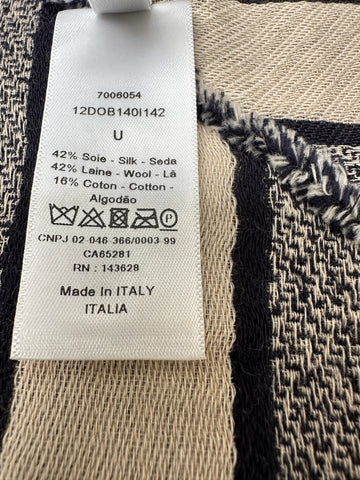 7006054
12DOB140I142
U
42% Soie - Silk - Seda
42% Laine - Wool - Lã
16% Coton - Cotton -
Algodão
P
CNPJ 02-046-366/0003-99
CA65281
RN : 143628
Made In ITALY
ITALIA